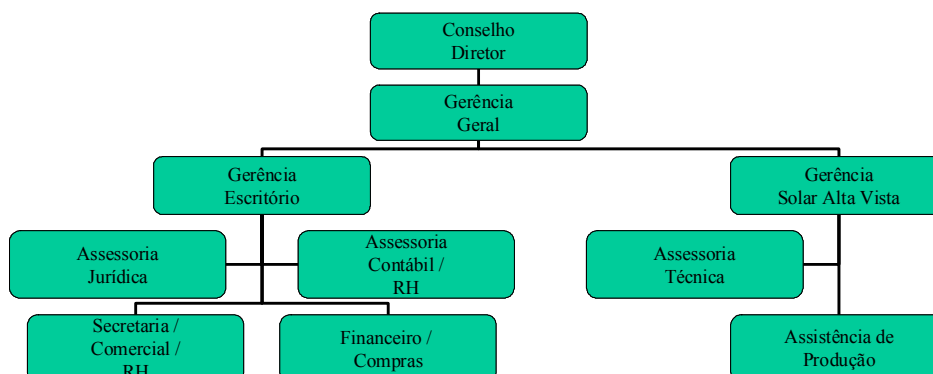 Conselho
Diretor
Gerência
Geral
Gerência
Escritório
Gerência
Solar Alta Vista
Assessoria
Jurídica
Assessoria
Contábil /
RH
Assessoria
Técnica
Secretaria /
Comercial /
RH
Financeiro /
Compras
Assistência de
Produção